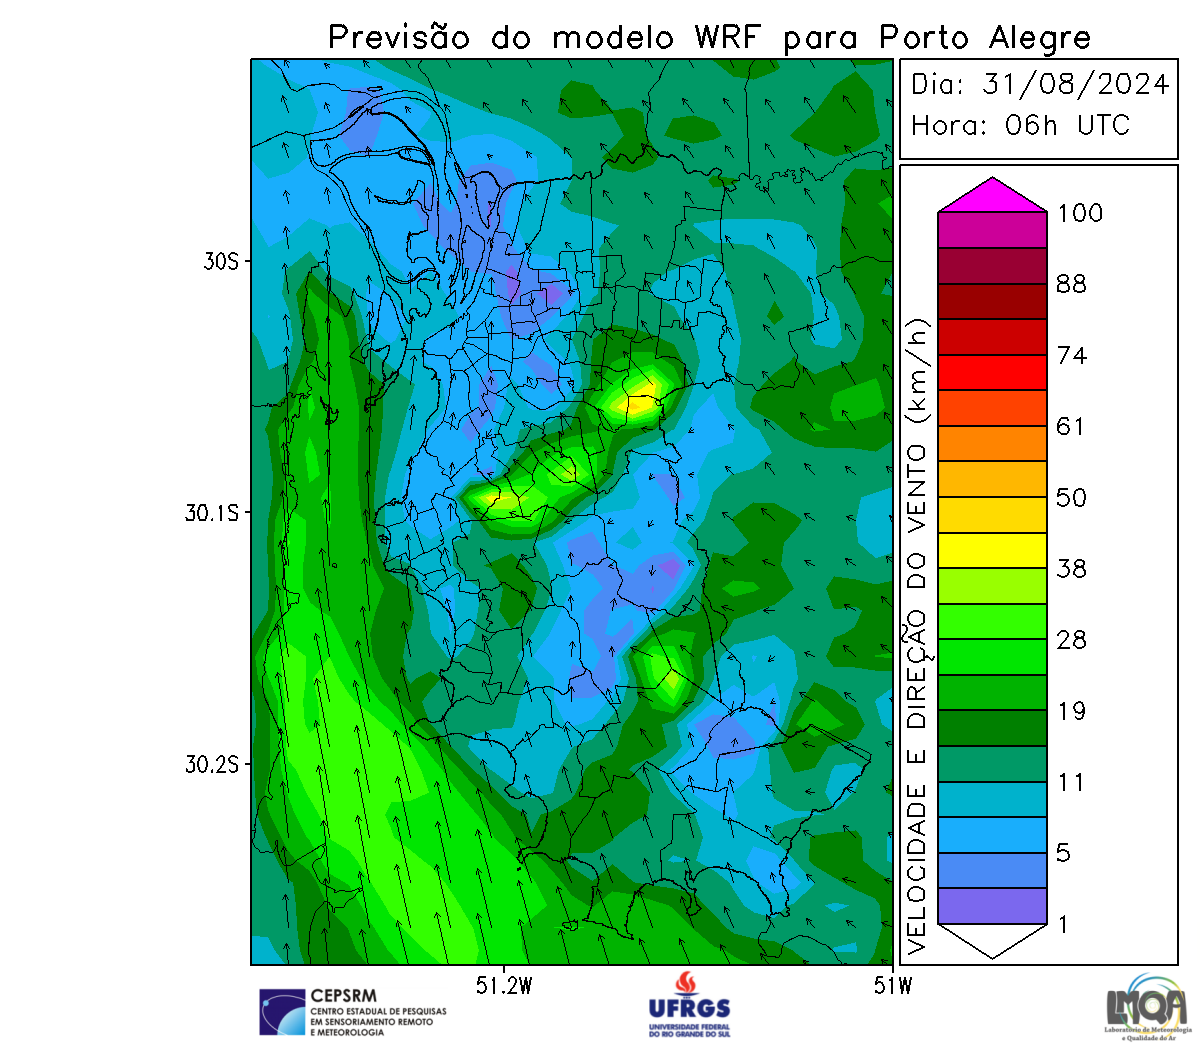 Previsão do modelo WRF para Porto Alegre
Dia: 31/08/2024
Hora: 06h UTC
30S
30.1S
30.2S
51.2W
51W
VELOCIDADE E DIREÇÃO DO VENTO (km/h)
100
88
74
61
50
38
28
19
11
5
1
CEPSRM
CENTRO ESTADUAL DE PESQUISAS
EM SENSORIAMENTO REMOTO
E METEOROLOGIA
UFRGS
UNIVERSIDADE FEDERAL
DO RIO GRANDE DO SUL
LMQA
Laboratório de Meteorologia
e Qualidade do Ar